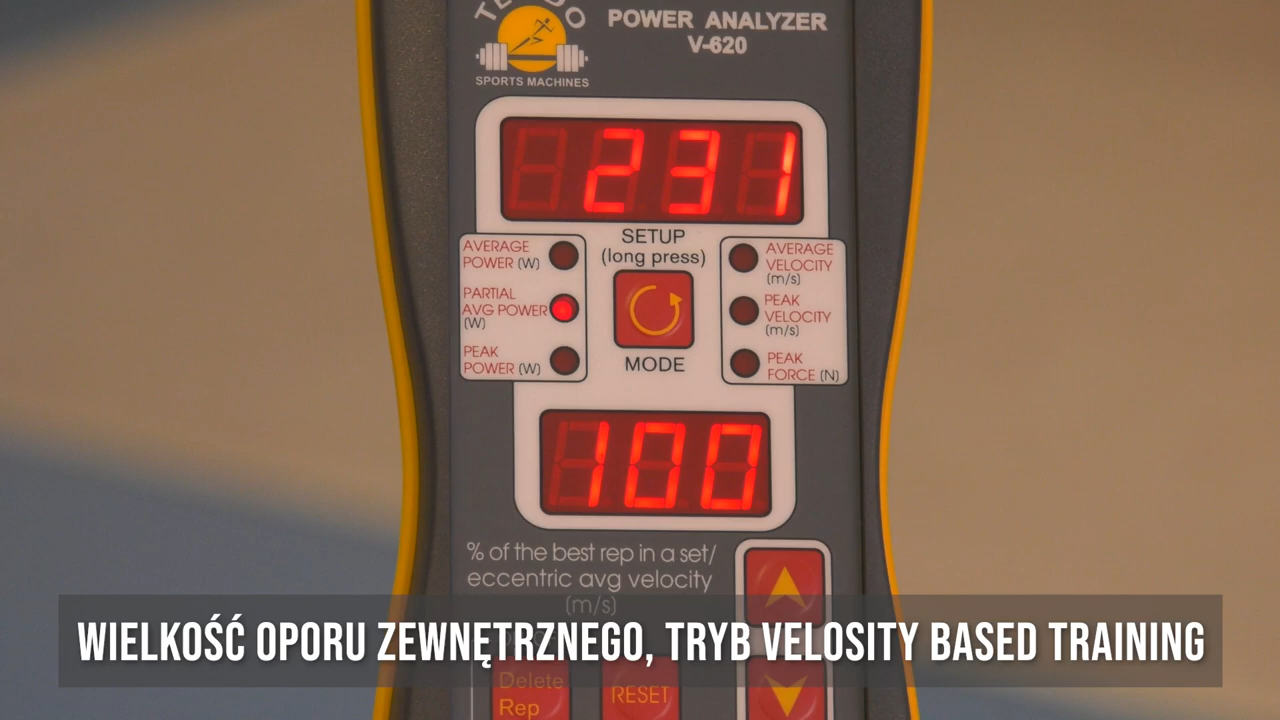 POWER ANALYZER
V-620
SPORTS MACHINES
231
SETUP
(long press)
AVERAGE
POWER (W)
PARTIAL
AVG POWER
(W)
PEAK
POWER (W)
MODE
AVERAGE
VELOCITY
(m/s)
PEAK
VELOCITY
(m/s)
PEAK
FORCE (N)
100
% of the best rep in a set/
eccentric avg velocity
(m/s)
WIELKOŚĆ OPORU ZEWNĘTRZNEGO, TRYB VELOSITY BASED TRAINING
Delete
Rep
RESET